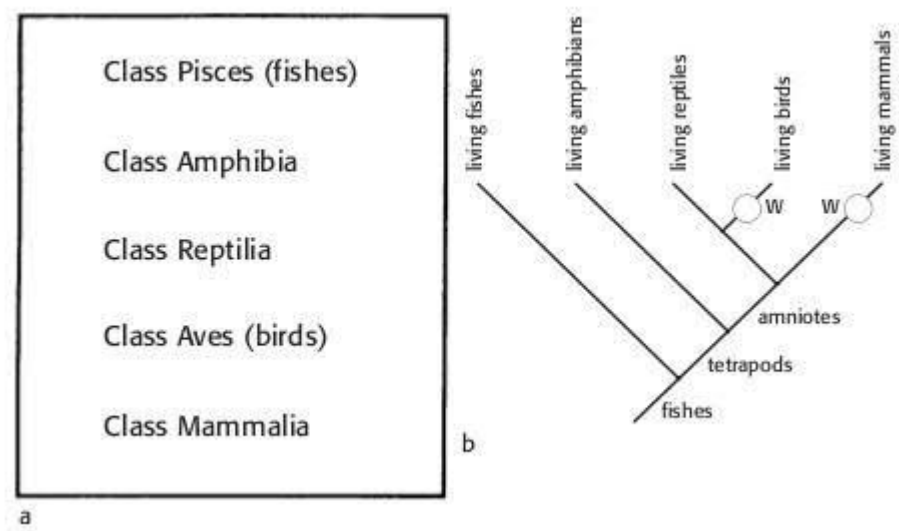 Class Pisces (fishes)
Class Amphibia
Class Reptilia
Class Aves (birds)
Class Mammalia
a
living fishes
living amphibians
living reptiles
living birds
living mammals
W
W
amniotes
tetrapods
fishes
b